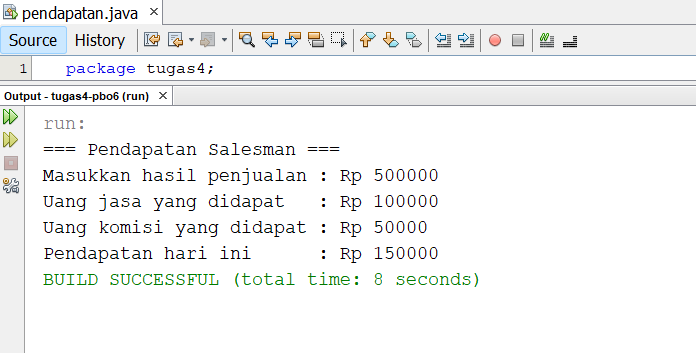 pendapatan.java
Source History
1 package tugas4;
Output - tugas4-pbo6 (run)
run:
=== Pendapatan Salesman ===
Masukkan hasil penjualan : Rp 500000
Uang jasa yang didapat   : Rp 100000
Uang komisi yang didapat : Rp 50000
Pendapatan hari ini      : Rp 150000
BUILD SUCCESSFUL (total time: 8 seconds)